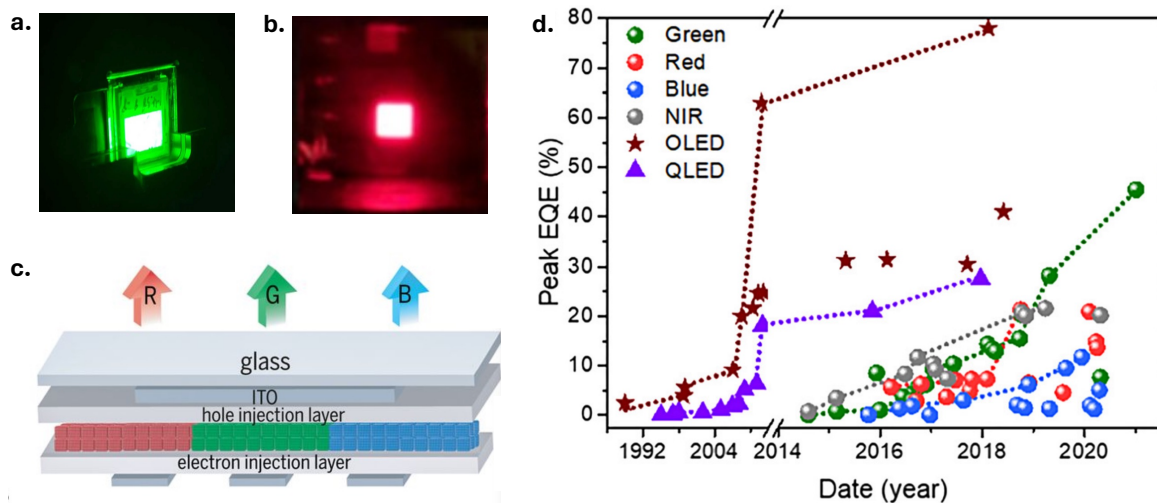 a.
b.
c.
R
G
B
glass
ITO
hole injection layer
electron injection layer
d.
Peak EQE (%)
80
70
60
50
40
30
20
10
0
Green
Red
Blue
NIR
OLED
QLED
1992
2004
2014
2016
2018
2020
Date (year)